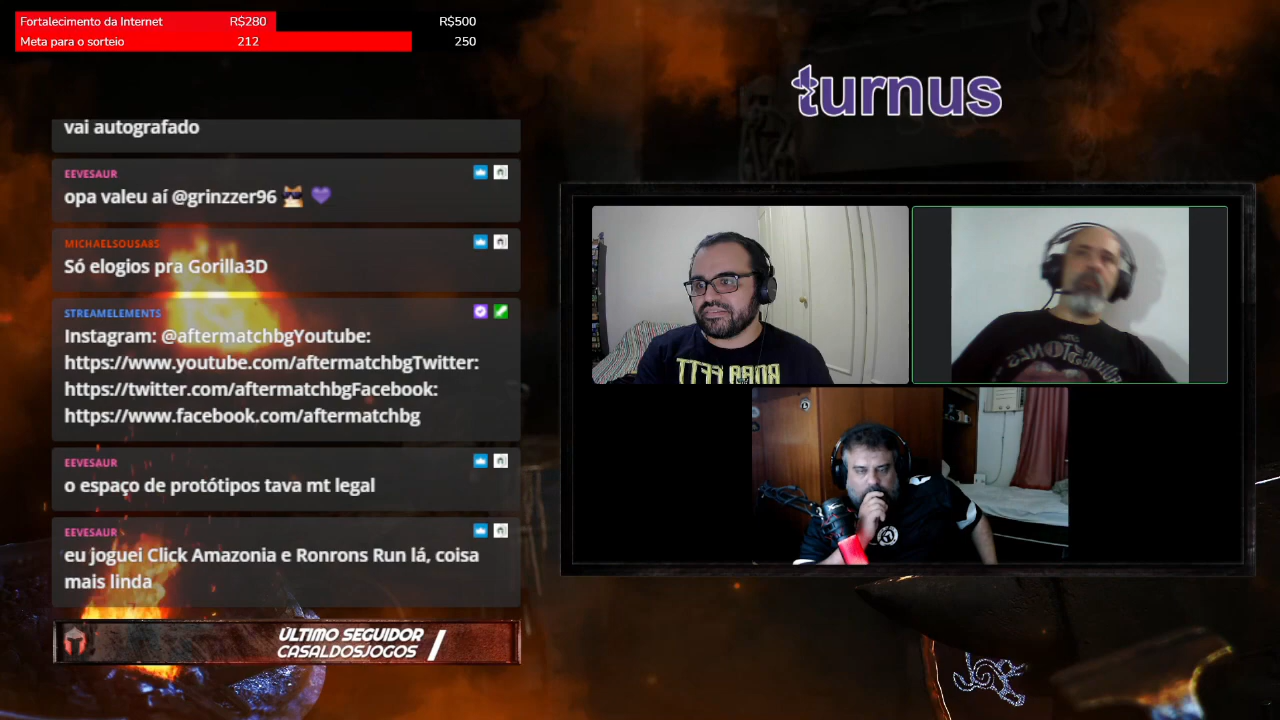 Fortalecimento da Internet R$280 R$500
Meta para o sorteio 212 250
turnus
vai autografado
EEVESAUR
opa valeu aí @grinzzer96
MICHAELSOUSA85
Só elogios pra Gorilla3D
STREAMELEMENTS
Instagram: @aftermatchbgYoutube:
https://www.youtube.com/aftermatchbgTwitter:
https://twitter.com/aftermatchbgFacebook:
https://www.facebook.com/aftermatchbg
EEVESAUR
o espaço de protótipos tava mt legal
EEVESAUR
eu joguei Click Amazonia e Ronrons Run lá, coisa
mais linda
ÚLTIMO SEGUIDOR
CASALDOSJOGOS
BOBA FETT